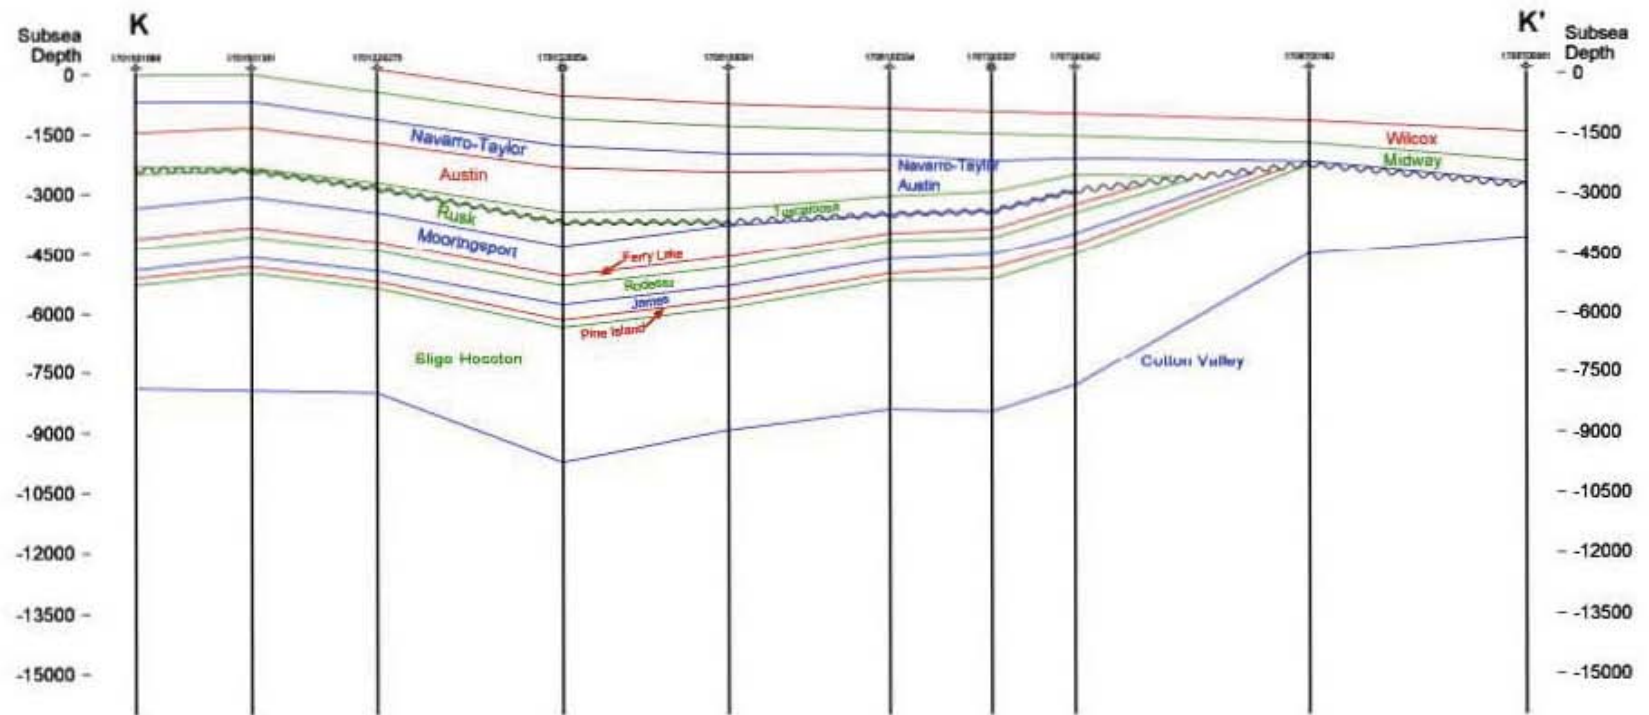 K
K'
Subsea
Depth
Subsea
Depth
0
-1500
-3000
-4500
-6000
-7500
-9000
-10500
-12000
-13500
-15000
0
-1500
-3000
-4500
-6000
-7500
-9000
-10500
-12000
-13500
-15000
Wilcox
Midway
Navarro-Taylor
Navarro-Taylor
Austin
Austin
Tuscaloosa
Rusk
Mooringsport
Ferry Lake
Rodessa
James
Pine Island
Sligo Hosston
Cotton Valley